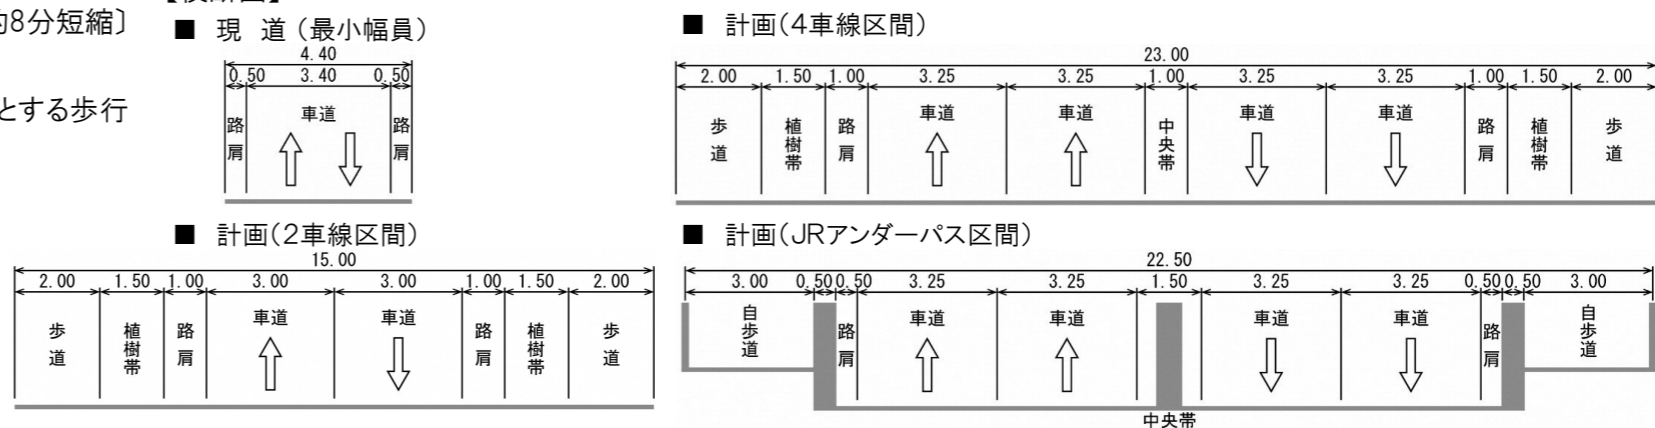 約8分短縮〕
とする歩行
■ 現 道（最小幅員）
4.40
0.50 3.40 0.50
路肩 車道 路肩
■ 計画（4車線区間）
23.00
2.00 1.50 1.00 3.25 3.25 1.00 3.25 3.25 1.00 1.50 2.00
歩道 植樹帯 路肩 車道 車道 中央帯 車道 車道 路肩 植樹帯 歩道
■ 計画（2車線区間）
15.00
2.00 1.50 1.00 3.00 3.00 1.00 1.50 2.00
歩道 植樹帯 路肩 車道 車道 路肩 植樹帯 歩道
■ 計画（JRアンダーパス区間）
22.50
3.00 0.50 0.50 3.25 3.25 1.50 3.25 3.25 0.50 0.50 3.00
自歩道 路肩 車道 車道 車道 車道 路肩 自歩道
中央帯